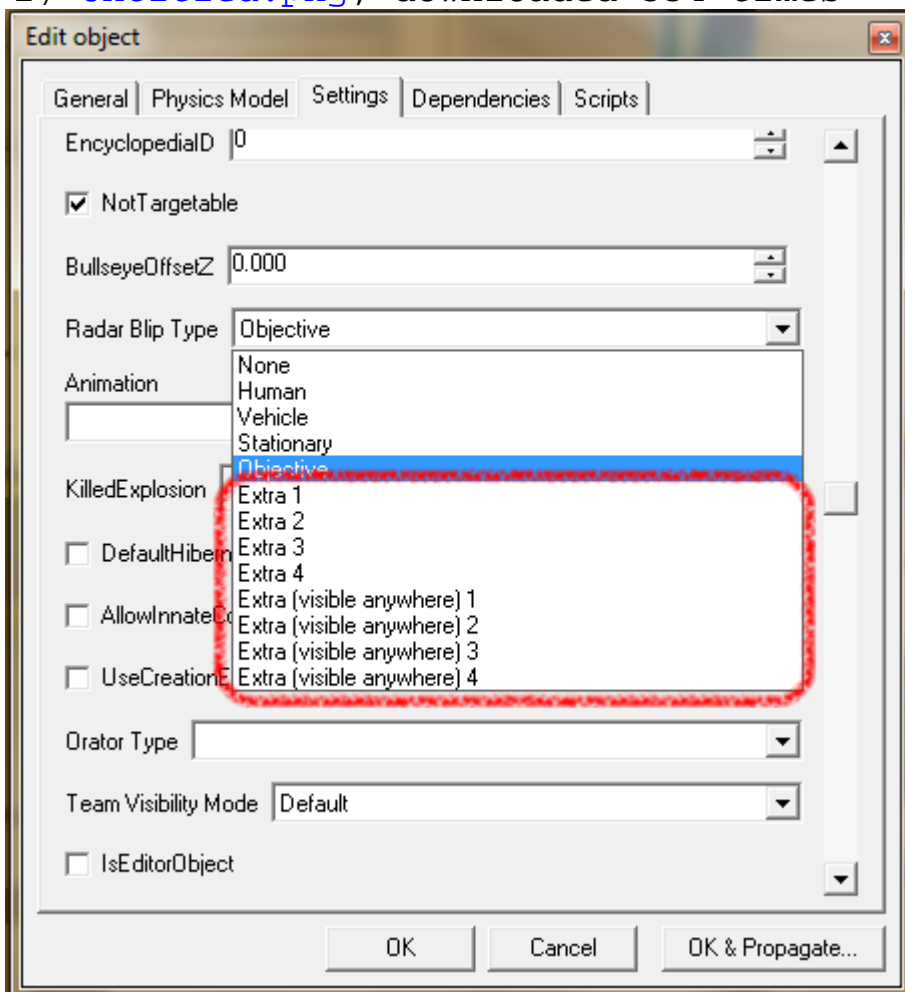 Edit object
General Physics Model Settings Dependencies Scripts
EncyclopediaID 0
NotTargetable
BullseyeOffsetZ 0.000
Radar Blip Type Objective
Animation
None
Human
Vehicle
Stationary
Objective
KilledExplosion
Extra 1
Extra 2
Extra 3
Extra 4
Extra (visible anywhere) 1
Extra (visible anywhere) 2
Extra (visible anywhere) 3
Extra (visible anywhere) 4
DefaultHibern
AllowInnateCo
UseCreationE
Orator Type
Team Visibility Mode Default
IsEditorObject
OK Cancel OK & Propagate...